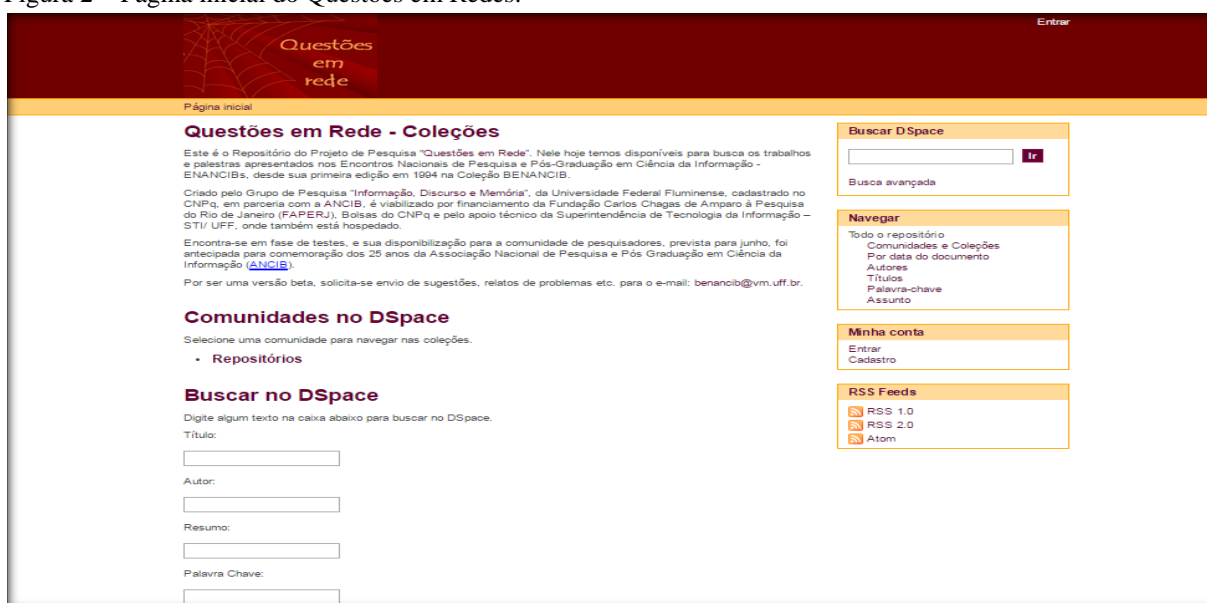 Figura 2 – Página inicial do Questões em Redes.
Entrar
Questões
em
rede
Página inicial
Questões em Rede - Coleções
Este é o Repositório do Projeto de Pesquisa "Questões em Rede". Nele hoje temos disponíveis para busca os trabalhos
e palestras apresentados nos Encontros Nacionais de Pesquisa e Pós-Graduação em Ciência da Informação -
ENANCIBs, desde sua primeira edição em 1994 na Coleção BENANCIB.
Criado pelo Grupo de Pesquisa "Informação, Discurso e Memória", da Universidade Federal Fluminense, cadastrado no
CNPq, em parceria com a ANCIB, é viabilizado por financiamento da Fundação Carlos Chagas de Amparo à Pesquisa
do Rio de Janeiro (FAPERJ), Bolsas do CNPq e pelo apoio técnico da Superintendência de Tecnologia da Informação –
STI/ UFF, onde também está hospedado.
Encontra-se em fase de testes, e sua disponibilização para a comunidade de pesquisadores, prevista para junho, foi
antecipada para comemoração dos 25 anos da Associação Nacional de Pesquisa e Pós Graduação em Ciência da
Informação (ANCIB).
Por ser uma versão beta, solicita-se envio de sugestões, relatos de problemas etc. para o e-mail: benancib@vm.uff.br.
Comunidades no DSpace
Selecione uma comunidade para navegar nas coleções.
• Repositórios
Buscar no DSpace
Digite algum texto na caixa abaixo para buscar no DSpace.
Título:
Autor:
Resumo:
Palavra Chave:
Buscar DSpace
Ir
Busca avançada
Navegar
Todo o repositório
Comunidades e Coleções
Por data do documento
Autores
Títulos
Palavra-chave
Assunto
Minha conta
Entrar
Cadastro
RSS Feeds
RSS 1.0
RSS 2.0
Atom